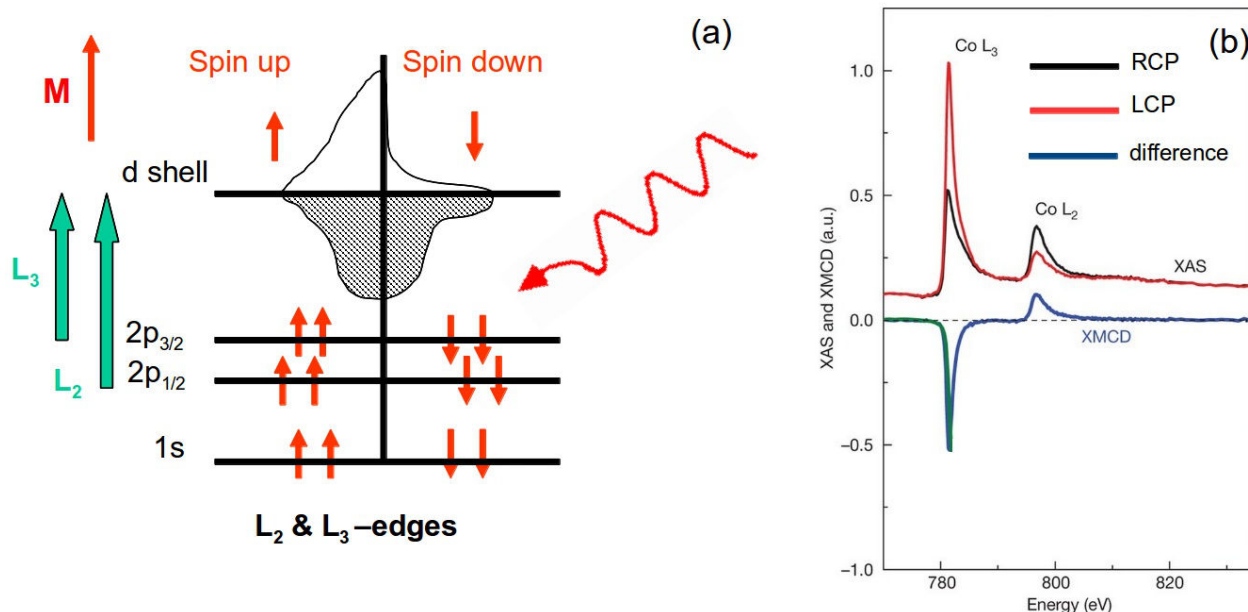 (a)
Spin up
Spin down
M
d shell
L₃
2p₃/₂
L₂
2p₁/₂
1s
L₂ & L₃ –edges
(b)
Co L₃
RCP
LCP
difference
Co L₂
XAS
XMCD
XAS and XMCD (a.u.)
1.0
0.5
0.0
−0.5
−1.0
780
800
820
Energy (eV)